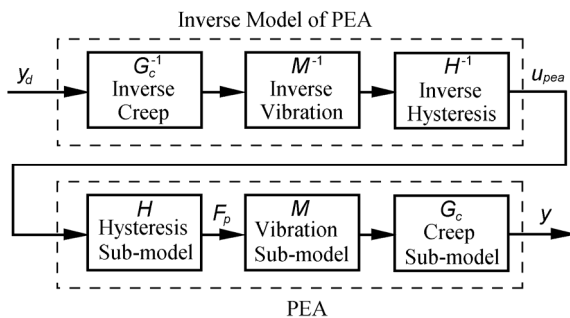 Inverse Model of PEA
y_d
G_c^-1
Inverse
Creep
M^-1
Inverse
Vibration
H^-1
Inverse
Hysteresis
u_pea
H
Hysteresis
Sub-model
F_p
M
Vibration
Sub-model
G_c
Creep
Sub-model
y
PEA